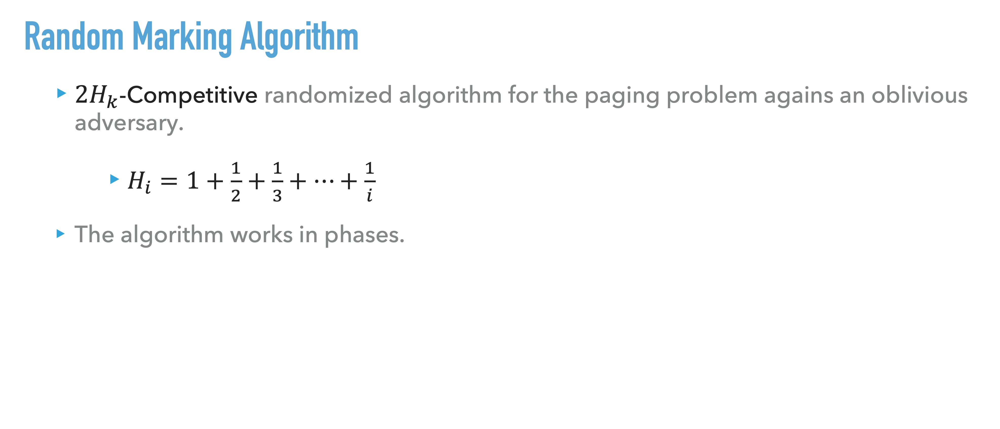 Random Marking Algorithm
▸ $2H_k$-Competitive randomized algorithm for the paging problem agains an oblivious
adversary.
▸ $H_i = 1 + \frac{1}{2} + \frac{1}{3} + \cdots + \frac{1}{i}$
▸ The algorithm works in phases.